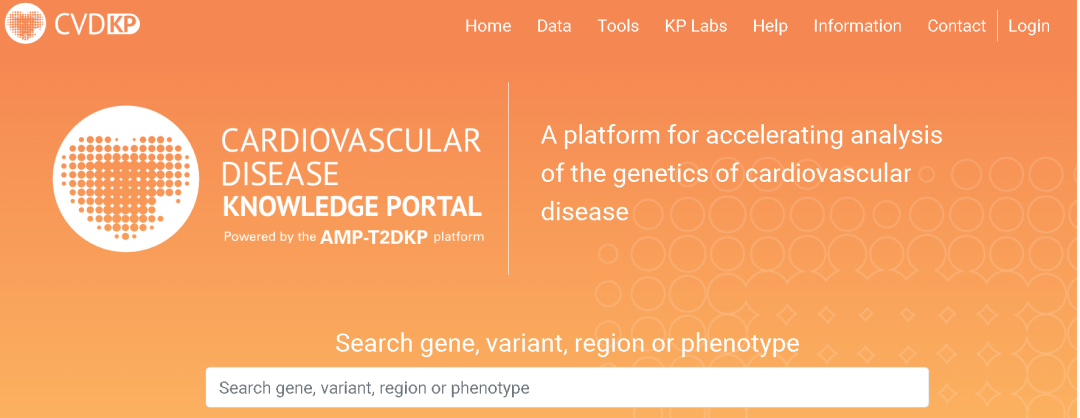 CVDKP
Home Data Tools KP Labs Help Information Contact Login
CARDIOVASCULAR
DISEASE
KNOWLEDGE PORTAL
Powered by the AMP-T2DKP platform
A platform for accelerating analysis
of the genetics of cardiovascular
disease
Search gene, variant, region or phenotype
Search gene, variant, region or phenotype